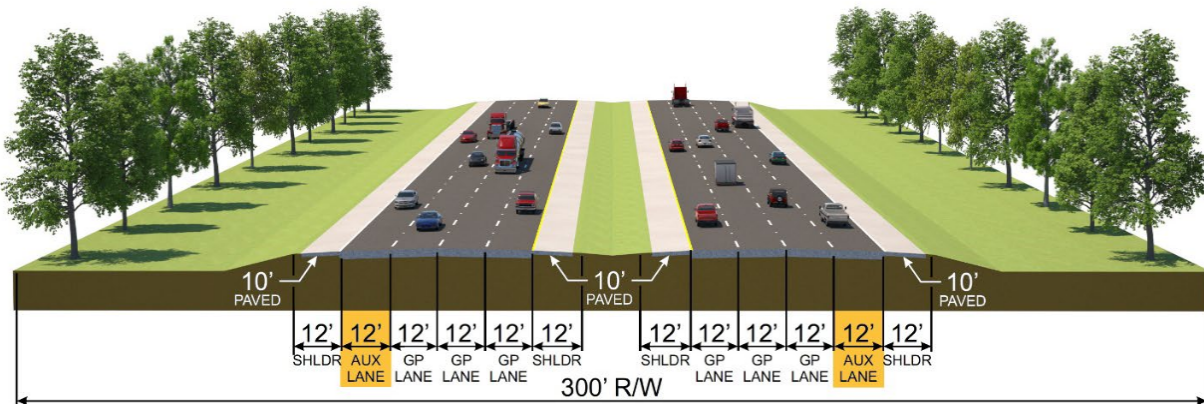 10’
PAVED
10’
PAVED
10’
PAVED
12’ 12’ 12’ 12’ 12’ 12’ 12’ 12’ 12’ 12’ 12’ 12’
SHLDR AUX GP GP GP SHLDR SHLDR GP GP GP AUX SHLDR
LANE LANE LANE LANE LANE LANE LANE LANE
300’ R/W